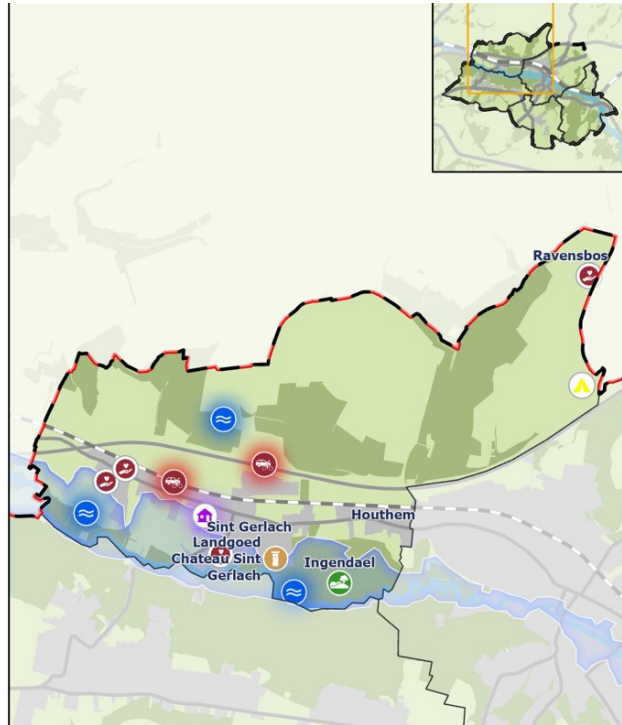 Ravensbos
Houthem
Sint Gerlach
Landgoed
Chateau Sint
Gerlach
Ingendael